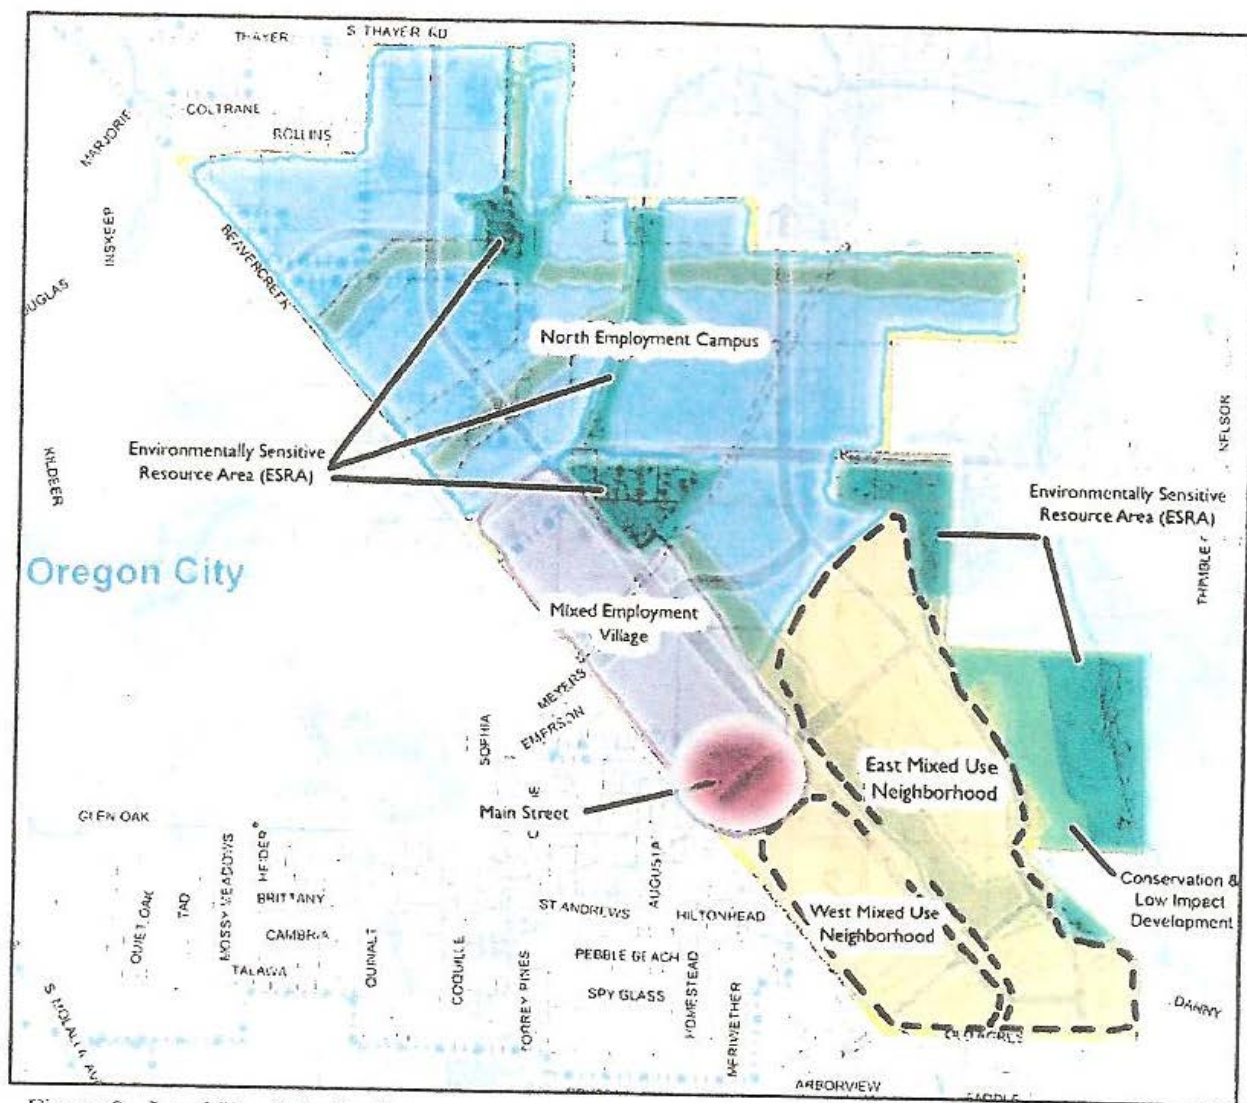 THAYER
S THAYER RD
COLTRANE
ROLLINS
MARJORIE
INSKEEP
BEAVERCREEK
North Employment Campus
Environmentally Sensitive
Resource Area (ESRA)
KILDEER
NELSON
Environmentally Sensitive
Resource Area (ESRA)
Oregon City
Mixed Employment
Village
MEYERS
EMERSON
SOPHIA
East Mixed Use
Neighborhood
Main Street
GLEN OAK
QUIET OAK
TAD
MOSSY MEADOWS
HEIDER
BRITTANY
CAMBRIA
QUINALT
COQUILLE
ST ANDREWS
AUGUSTA
HILTONHEAD
PEBBLE BEACH
SPY GLASS
HOMESTEAD
MERIWETHER
West Mixed Use
Neighborhood
Conservation &
Low Impact
Development
DANNY
ARBORVIEW